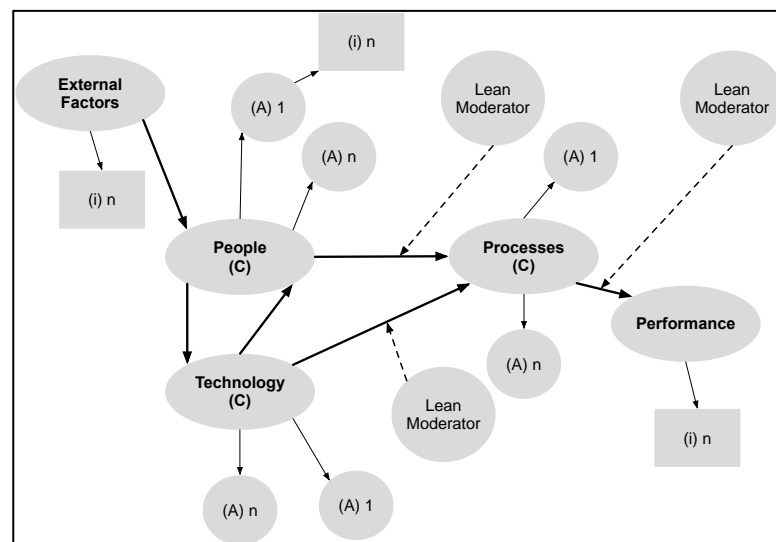 (i) n
External
Factors
(A) 1
Lean
Moderator
Lean
Moderator
(A) n
(A) 1
(i) n
People
(C)
Processes
(C)
Performance
Technology
(C)
(A) n
Lean
Moderator
(i) n
(A) n
(A) 1